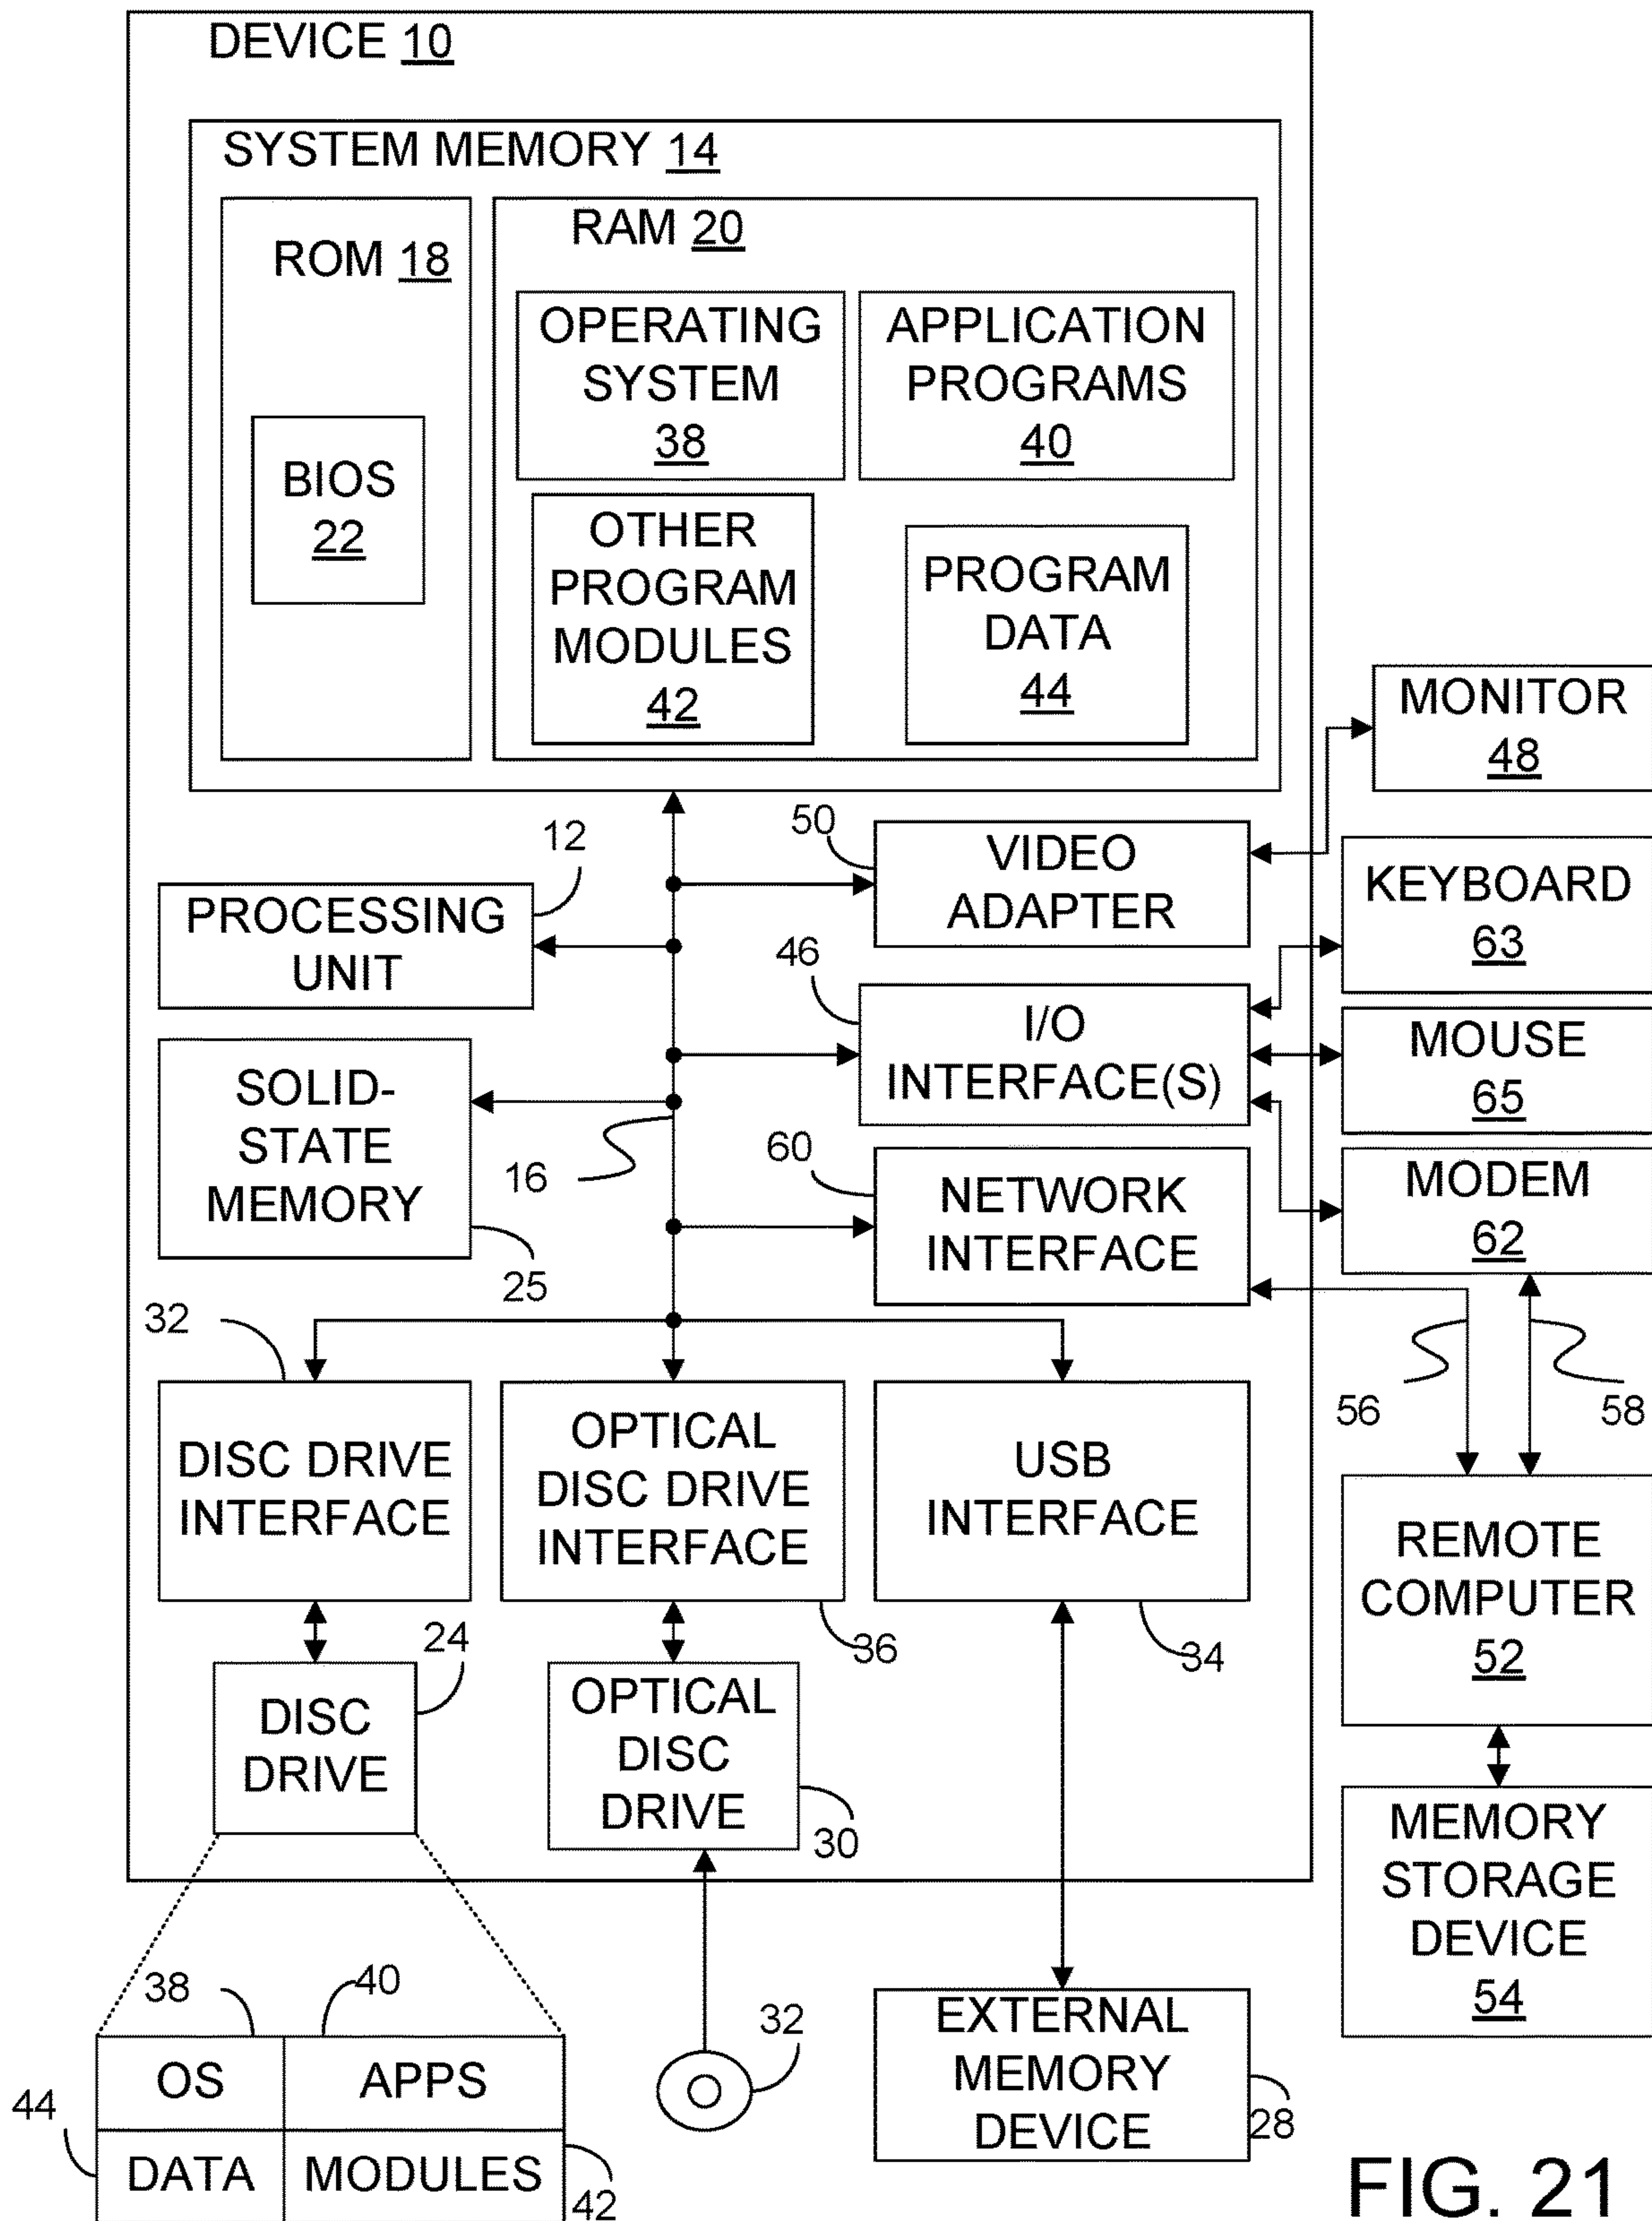 DEVICE 10
SYSTEM MEMORY 14
ROM 18
BIOS
22
RAM 20
OPERATING
SYSTEM
38
APPLICATION
PROGRAMS
40
OTHER
PROGRAM
MODULES
42
PROGRAM
DATA
44
MONITOR
48
12
PROCESSING
UNIT
50
VIDEO
ADAPTER
KEYBOARD
63
46
I/O
INTERFACE(S)
MOUSE
65
SOLID-
STATE
MEMORY
25
16
60
NETWORK
INTERFACE
MODEM
62
56
58
32
DISC DRIVE
INTERFACE
OPTICAL
DISC DRIVE
INTERFACE
36
USB
INTERFACE
34
REMOTE
COMPUTER
52
24
DISC
DRIVE
OPTICAL
DISC
DRIVE
30
MEMORY
STORAGE
DEVICE
54
38
40
OS
APPS
44
DATA
MODULES
42
32
EXTERNAL
MEMORY
DEVICE
28
FIG. 21